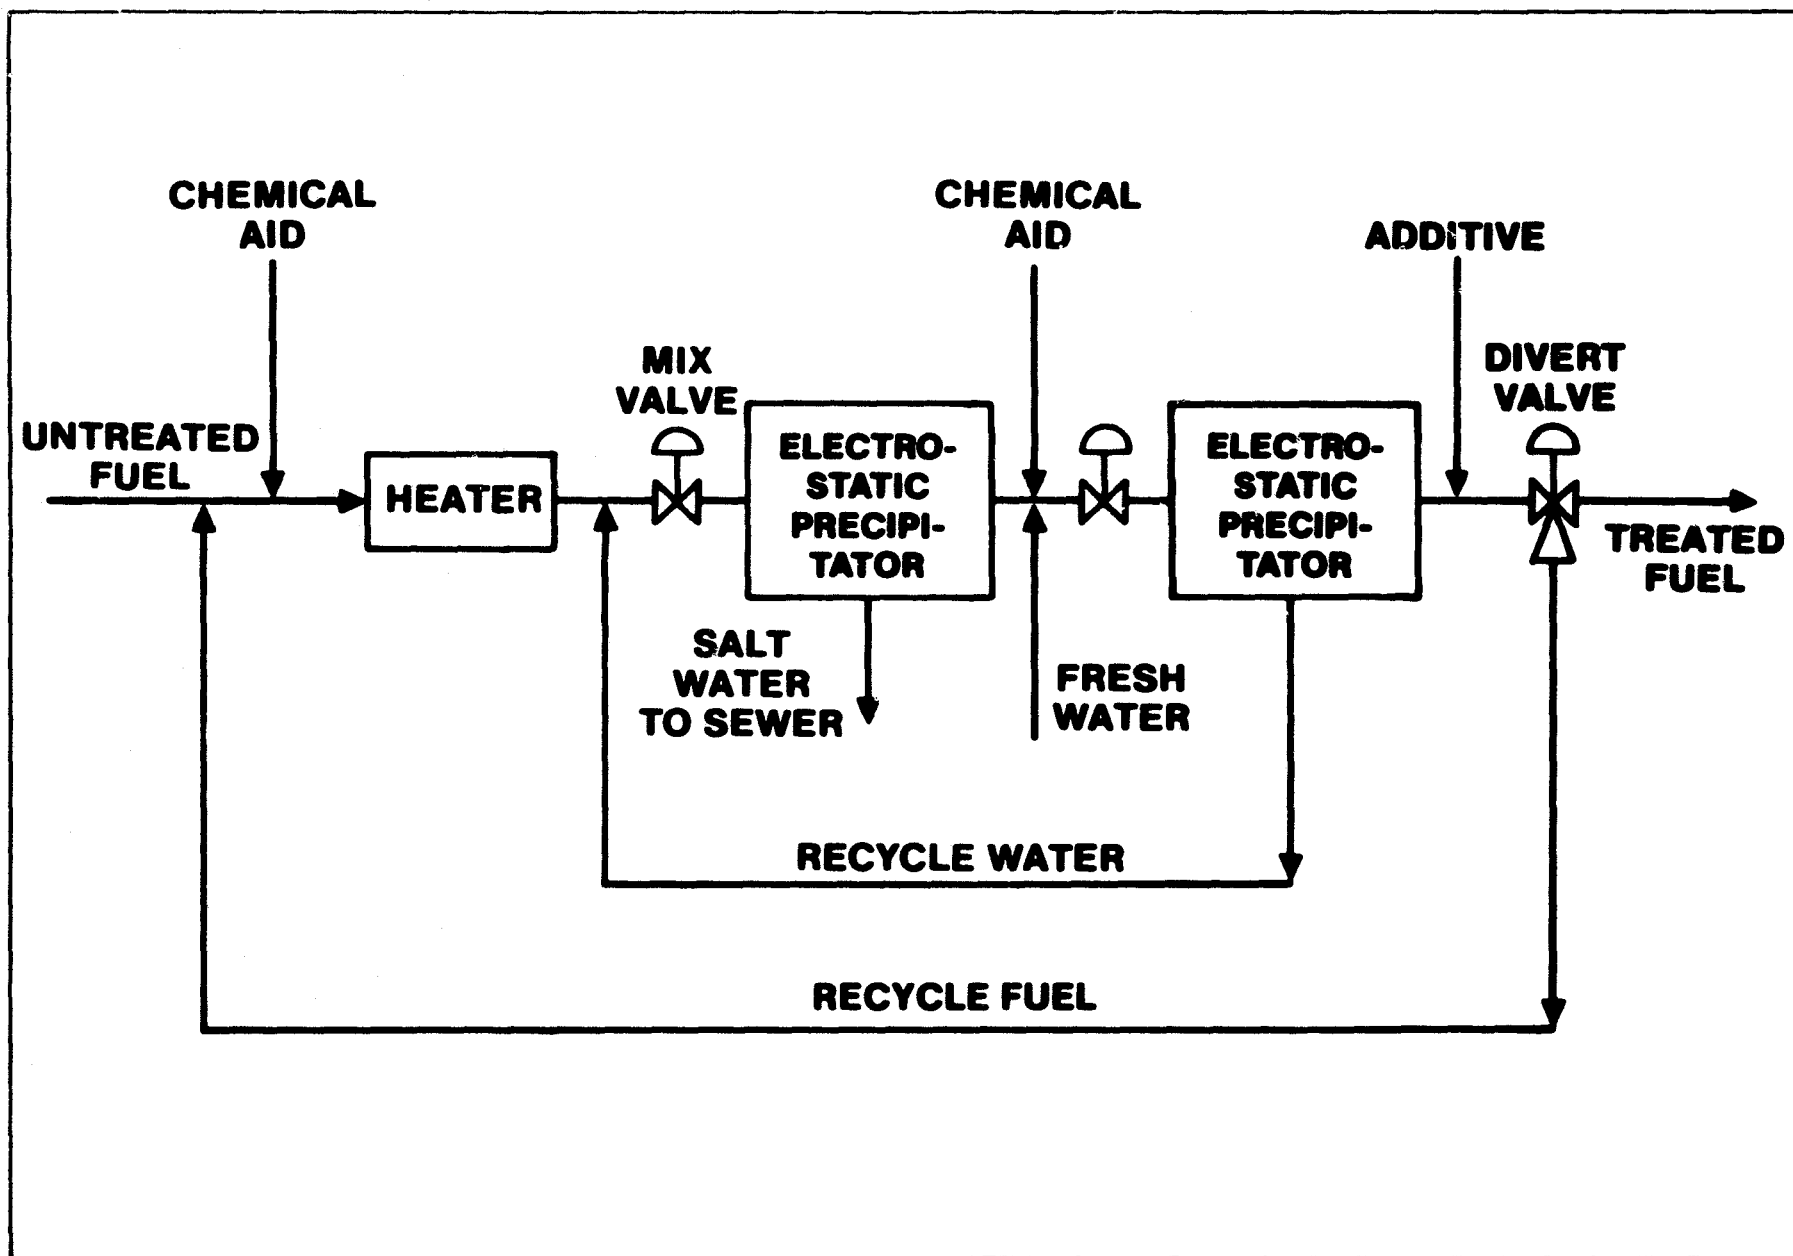 CHEMICAL
AID
CHEMICAL
AID
ADDITIVE
MIX
VALVE
DIVERT
VALVE
UNTREATED
FUEL
HEATER
ELECTRO-
STATIC
PRECIPI-
TATOR
ELECTRO-
STATIC
PRECIPI-
TATOR
TREATED
FUEL
SALT
WATER
TO SEWER
FRESH
WATER
RECYCLE WATER
RECYCLE FUEL